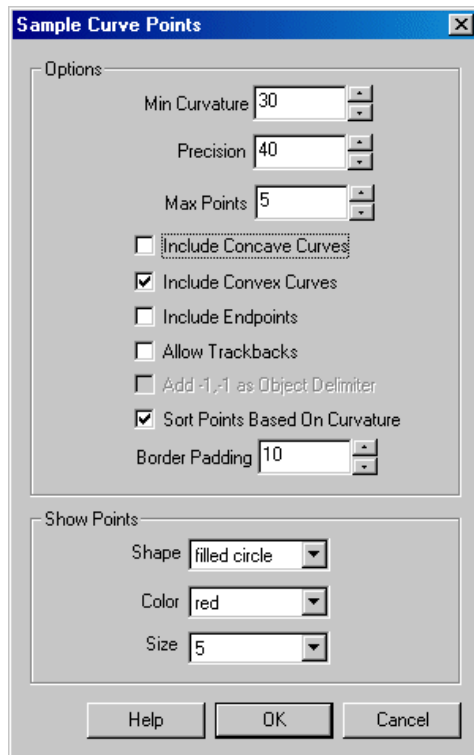 Sample Curve Points
Options
Min Curvature 30
Precision 40
Max Points 5
Include Concave Curves
Include Convex Curves
Include Endpoints
Allow Trackbacks
Add -1,-1 as Object Delimiter
Sort Points Based On Curvature
Border Padding 10
Show Points
Shape filled circle
Color red
Size 5
Help OK Cancel